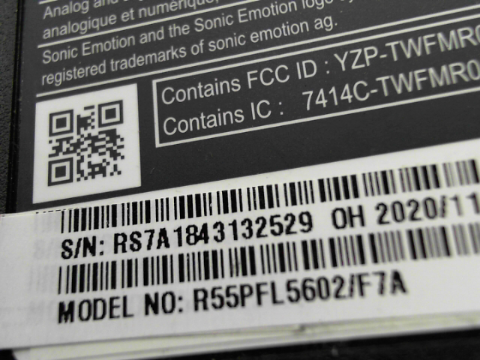 Analog and
analogique et numérique,
Sonic Emotion and the Sonic Emotion logo
registered trademarks of sonic emotion ag.
Contains FCC ID : YZP-TWFMR0
Contains IC : 7414C-TWFMR0
S/N: RS7A1843132529 OH 2020/11
MODEL NO: R55PFL5602/F7A